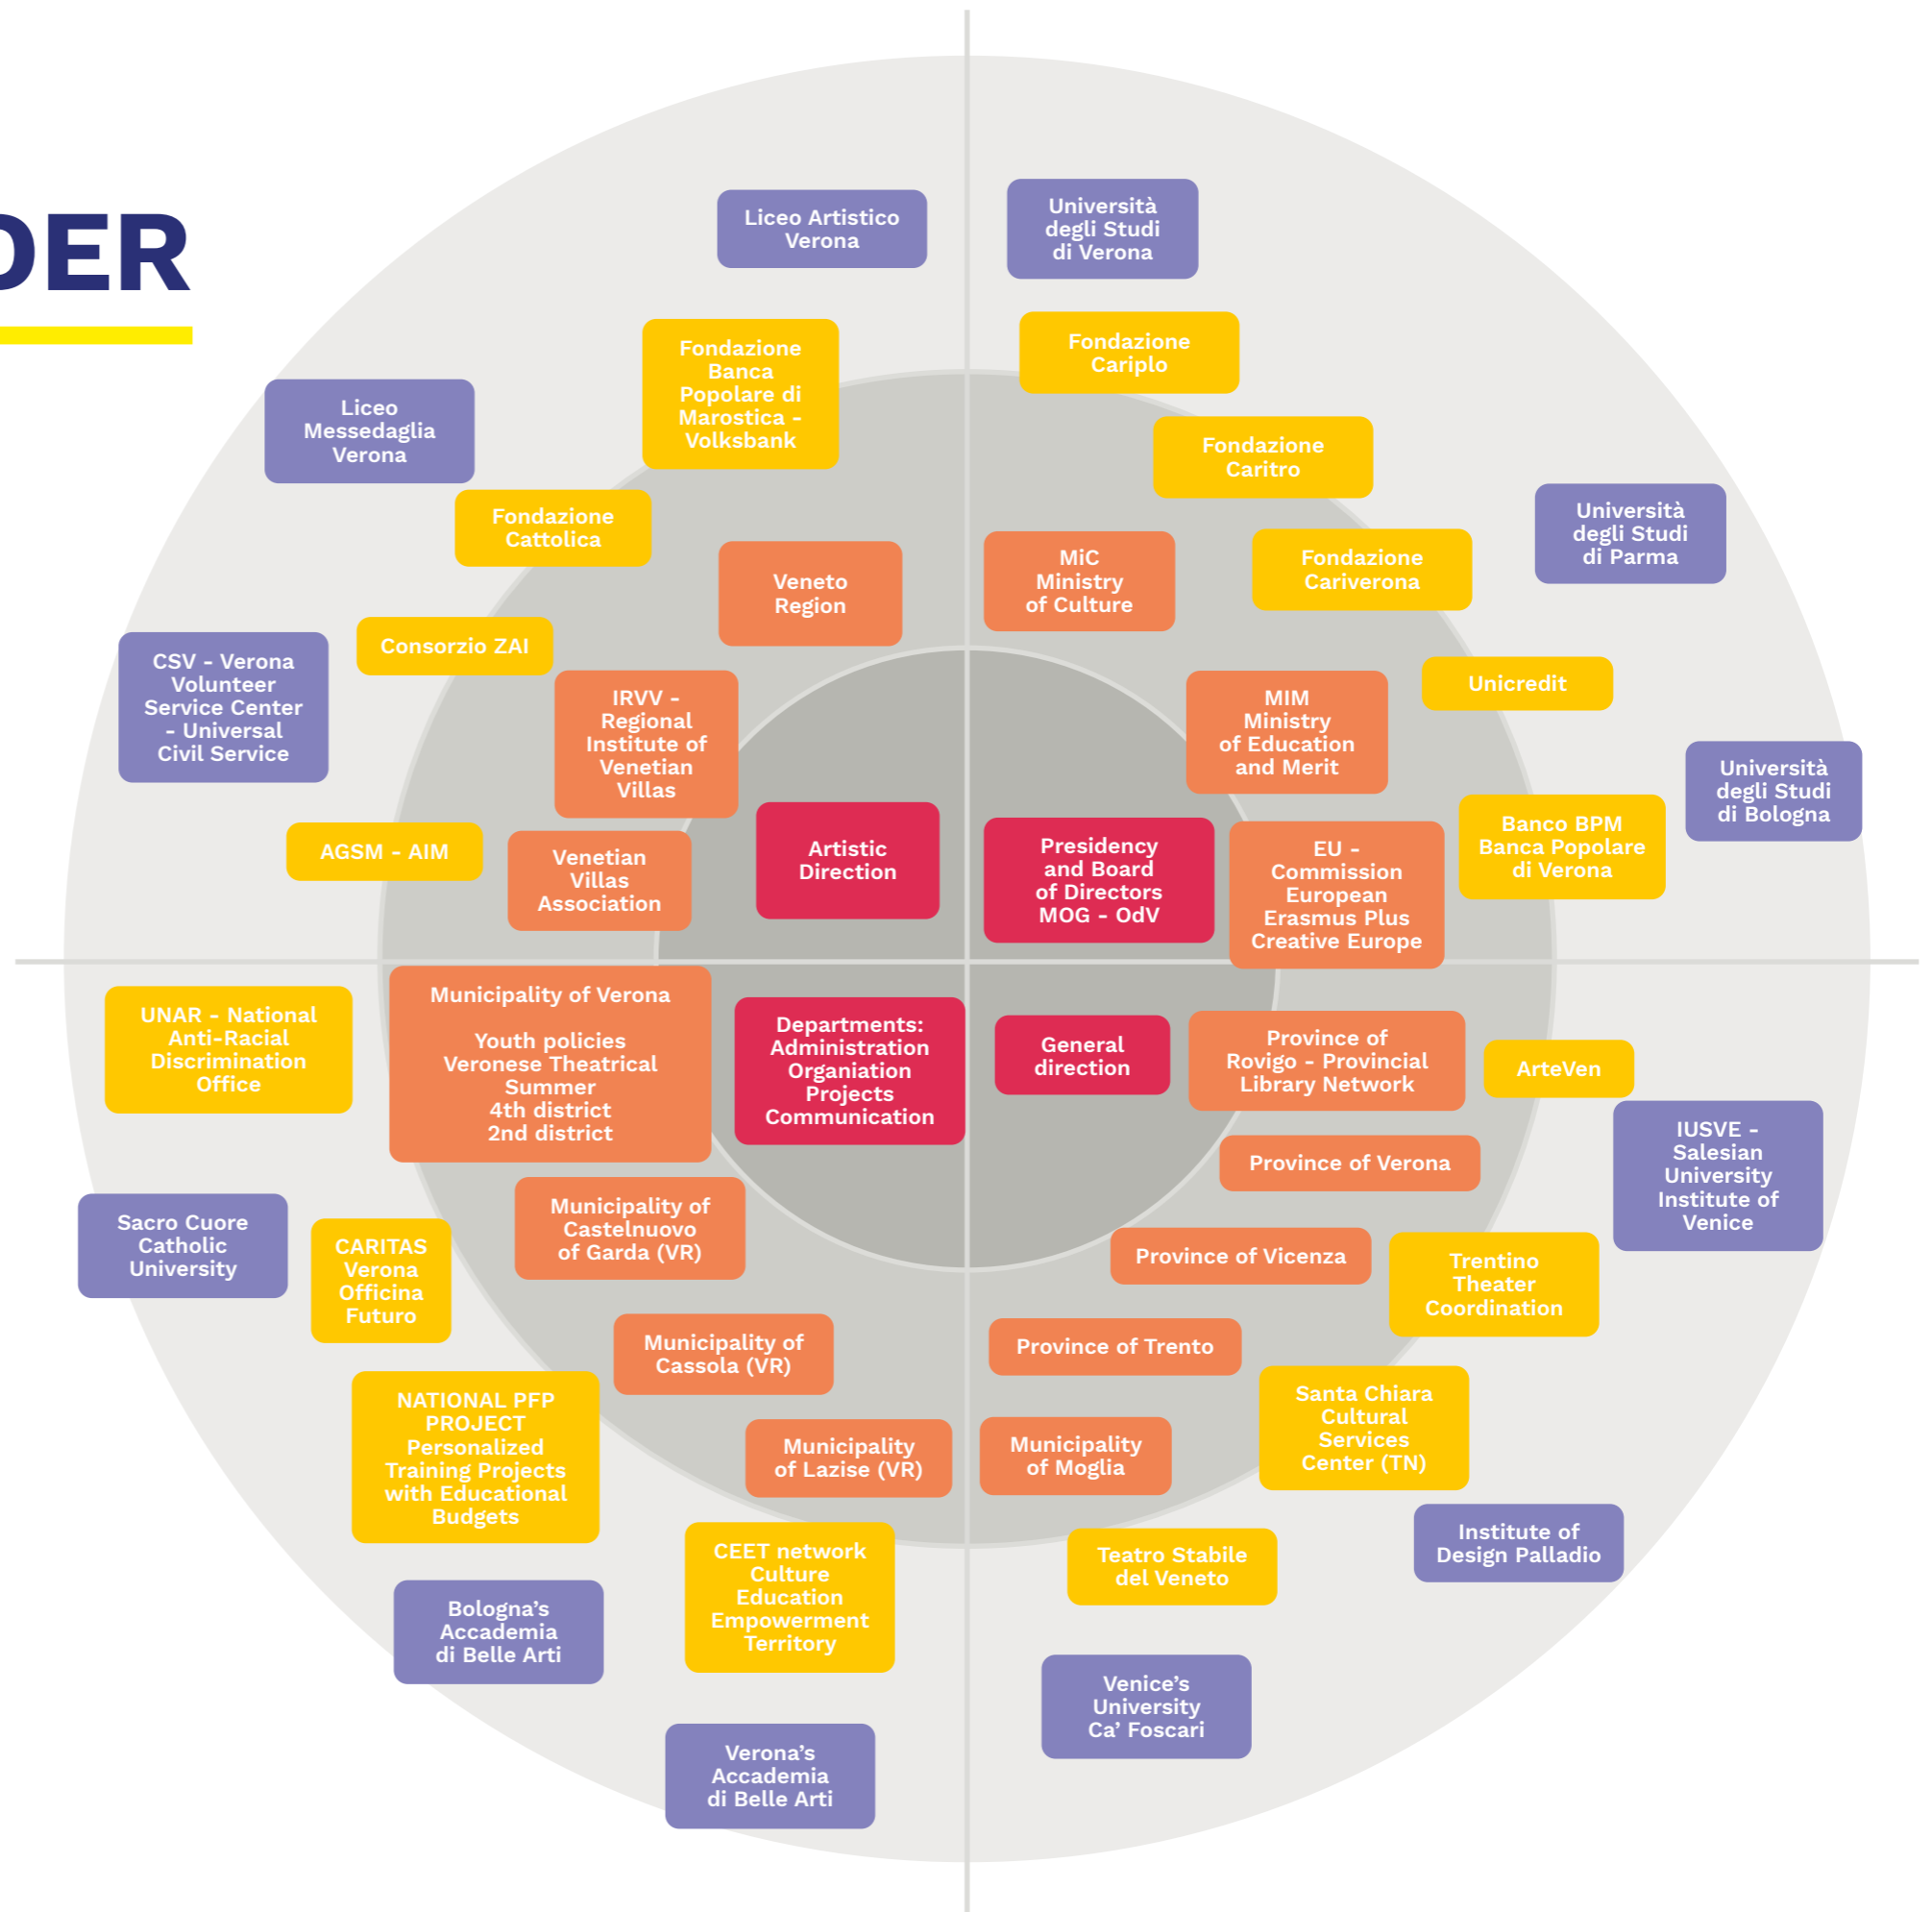 DER
Liceo Artistico
Verona
Università
degli Studi
di Verona
Fondazione
Banca
Popolare di
Marostica -
Volksbank
Fondazione
Cariplo
Liceo
Messedaglia
Verona
Fondazione
Caritro
Fondazione
Cattolica
Università
degli Studi
di Parma
Veneto
Region
MiC
Ministry
of Culture
Fondazione
Cariverona
Consorzio ZAI
CSV - Verona
Volunteer
Service Center
- Universal
Civil Service
IRVV -
Regional
Institute of
Venetian
Villas
MIM
Ministry
of Education
and Merit
Unicredit
Università
degli Studi
di Bologna
AGSM - AIM
Venetian
Villas
Association
Artistic
Direction
Presidency
and Board
of Directors
MOG - OdV
EU -
Commission
European
Erasmus Plus
Creative Europe
Banco BPM
Banca Popolare
di Verona
UNAR - National
Anti-Racial
Discrimination
Office
Municipality of Verona
Youth policies
Veronese Theatrical
Summer
4th district
2nd district
Departments:
Administration
Organiation
Projects
Communication
General
direction
Province of
Rovigo - Provincial
Library Network
ArteVen
IUSVE -
Salesian
University
Institute of
Venice
Province of Verona
Sacro Cuore
Catholic
University
CARITAS
Verona
Officina
Futuro
Municipality of
Castelnuovo
of Garda (VR)
Province of Vicenza
Trentino
Theater
Coordination
Municipality of
Cassola (VR)
Province of Trento
NATIONAL PFP
PROJECT
Personalized
Training Projects
with Educational
Budgets
Municipality
of Lazise (VR)
Municipality
of Moglia
Santa Chiara
Cultural
Services
Center (TN)
CEET network
Culture
Education
Empowerment
Territory
Teatro Stabile
del Veneto
Institute of
Design Palladio
Bologna’s
Accademia
di Belle Arti
Venice’s
University
Ca’ Foscari
Verona’s
Accademia
di Belle Arti